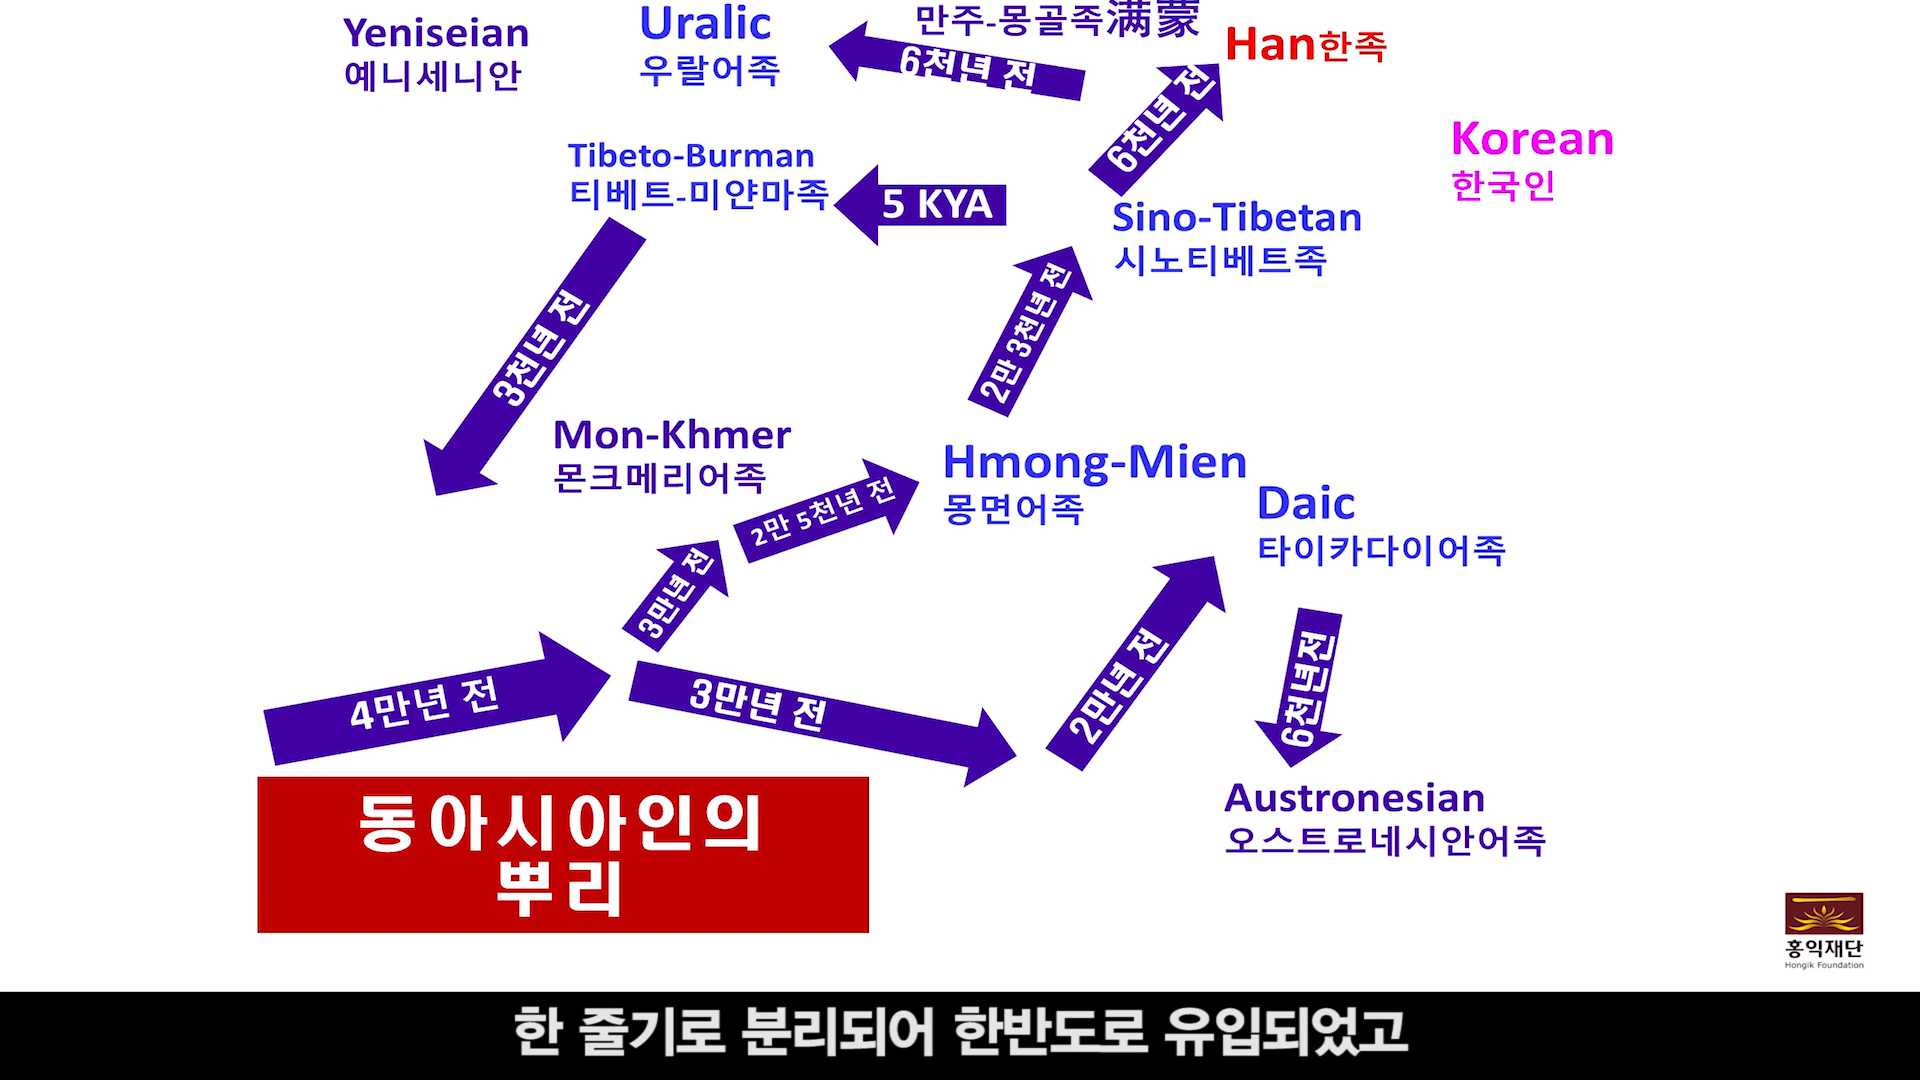 Yeniseian
예니세니안
Uralic
우랄어족
만주-몽골족满蒙
6천년 전
Han한족
6천년 전
Korean
한국인
Tibeto-Burman
티베트-미얀마족
5 KYA
Sino-Tibetan
시노티베트족
3천년 전
2만 3천년 전
Mon-Khmer
몬크메리어족
2만 5천년 전
Hmong-Mien
몽면어족
Daic
타이카다이어족
3만년 전
4만년 전
3만년 전
2만년 전
6천년전
Austronesian
오스트로네시안어족
동아시아인의
뿌리
홍익재단
Hongik Foundation
한 줄기로 분리되어 한반도로 유입되었고